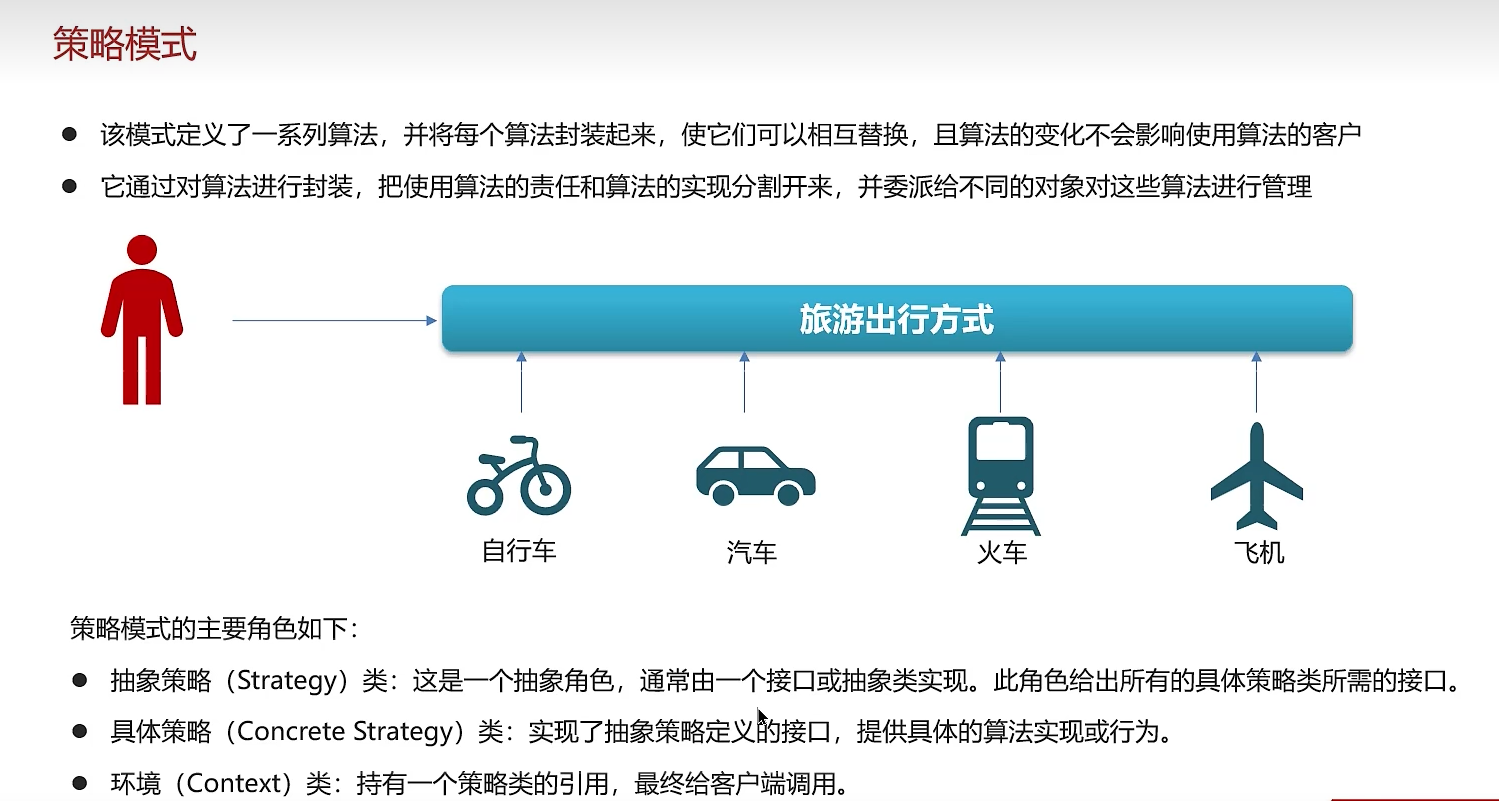 策略模式
● 该模式定义了一系列算法，并将每个算法封装起来，使它们可以相互替换，且算法的变化不会影响使用算法的客户
● 它通过对算法进行封装，把使用算法的责任和算法的实现分割开来，并委派给不同的对象对这些算法进行管理
旅游出行方式
自行车 汽车 火车 飞机
策略模式的主要角色如下：
● 抽象策略（Strategy）类：这是一个抽象角色，通常由一个接口或抽象类实现。此角色给出所有的具体策略类所需的接口。
● 具体策略（Concrete Strategy）类：实现了抽象策略定义的接口，提供具体的算法实现或行为。
● 环境（Context）类：持有一个策略类的引用，最终给客户端调用。